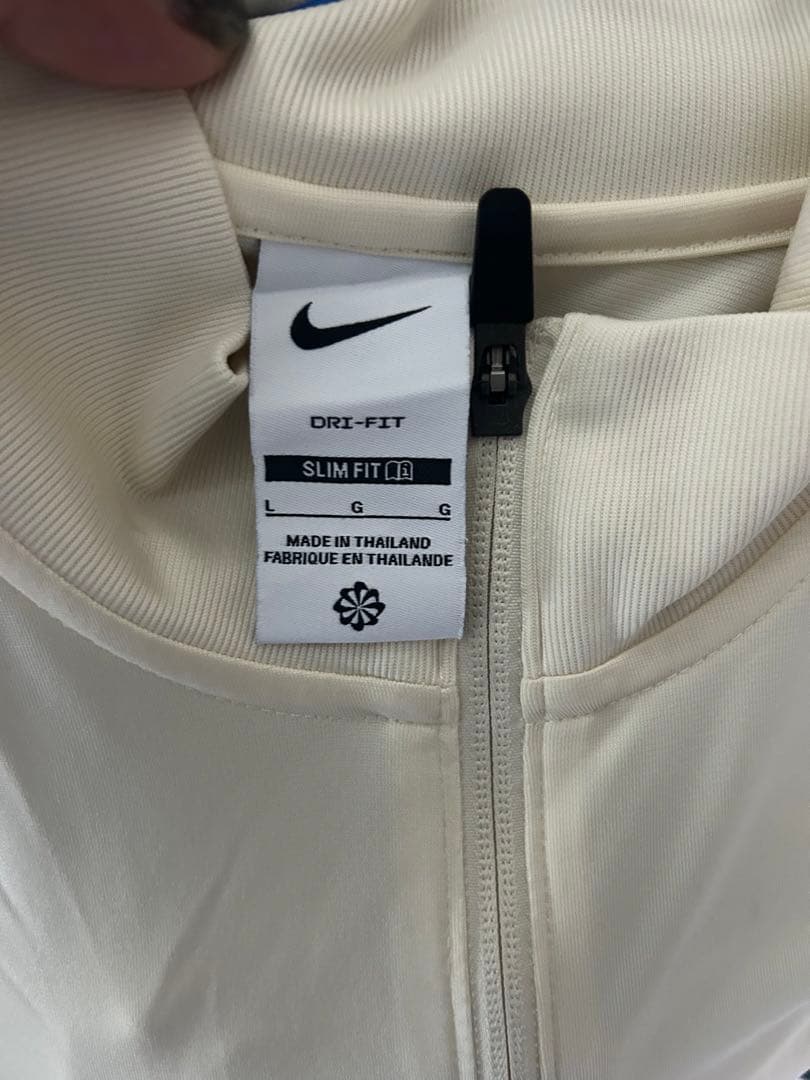 DRI-FIT
SLIM FIT
L G G
MADE IN THAILAND
FABRIQUE EN THAILANDE